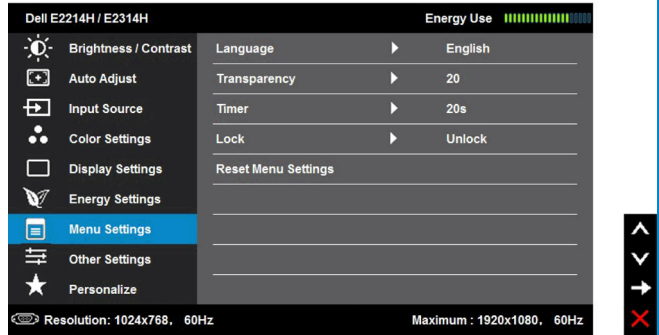 Dell E2214H / E2314H Energy Use
Brightness / Contrast Language English
Auto Adjust Transparency 20
Input Source Timer 20s
Color Settings Lock Unlock
Display Settings Reset Menu Settings
Energy Settings
Menu Settings
Other Settings
Personalize
Resolution: 1024x768, 60Hz Maximum : 1920x1080, 60Hz